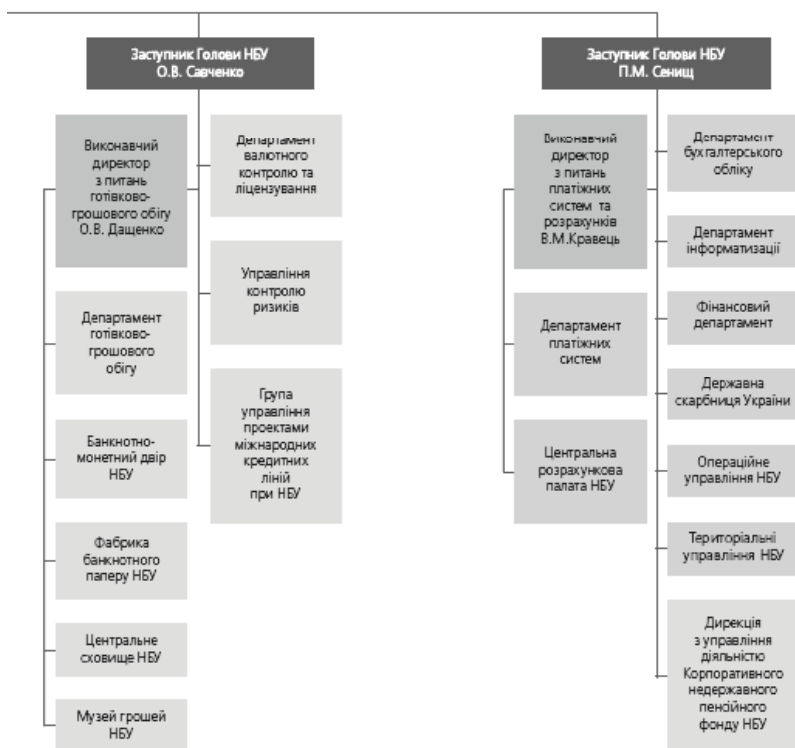 Заступник Голови НБУ
О.В. Савченко
Виконавчий
директор
з питань
готівково-
грошового обігу
О.В. Дащенко
Департамент
готівково-
грошового
обігу
Банкнотно-
монетний двір
НБУ
Фабрика
банкнотного
паперу НБУ
Центральне
сховище НБУ
Музей грошей
НБУ
Департамент
валютного
контролю та
ліцензування
Управління
контролю
ризиків
Група
управління
проектами
міжнародних
кредитних
ліній
при НБУ
Заступник Голови НБУ
П.М. Сенищ
Виконавчий
директор
з питань
платіжних
систем та
розрахунків
В.М.Кравець
Департамент
платіжних
систем
Центральна
розрахункова
палата НБУ
Департамент
бухгалтерського
обліку
Департамент
інформатизації
Фінансовий
департамент
Державна
скарбниця України
Операційне
управління НБУ
Територіальні
управління НБУ
Дирекція
з управління
діяльністю
Корпоративного
недержавного
пенсійного
фонду НБУ